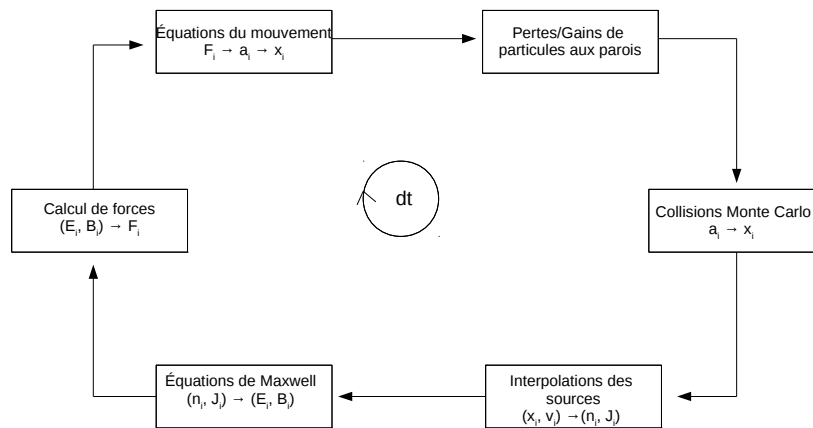 Équations du mouvement
Fᵢ → aᵢ → xᵢ
Pertes/Gains de
particules aux parois
dt
Calcul de forces
(Eᵢ, Bᵢ) → Fᵢ
Collisions Monte Carlo
aᵢ → xᵢ
Équations de Maxwell
(nᵢ, Jᵢ) → (Eᵢ, Bᵢ)
Interpolations des
sources
(xᵢ, vᵢ) →(nᵢ, Jᵢ)